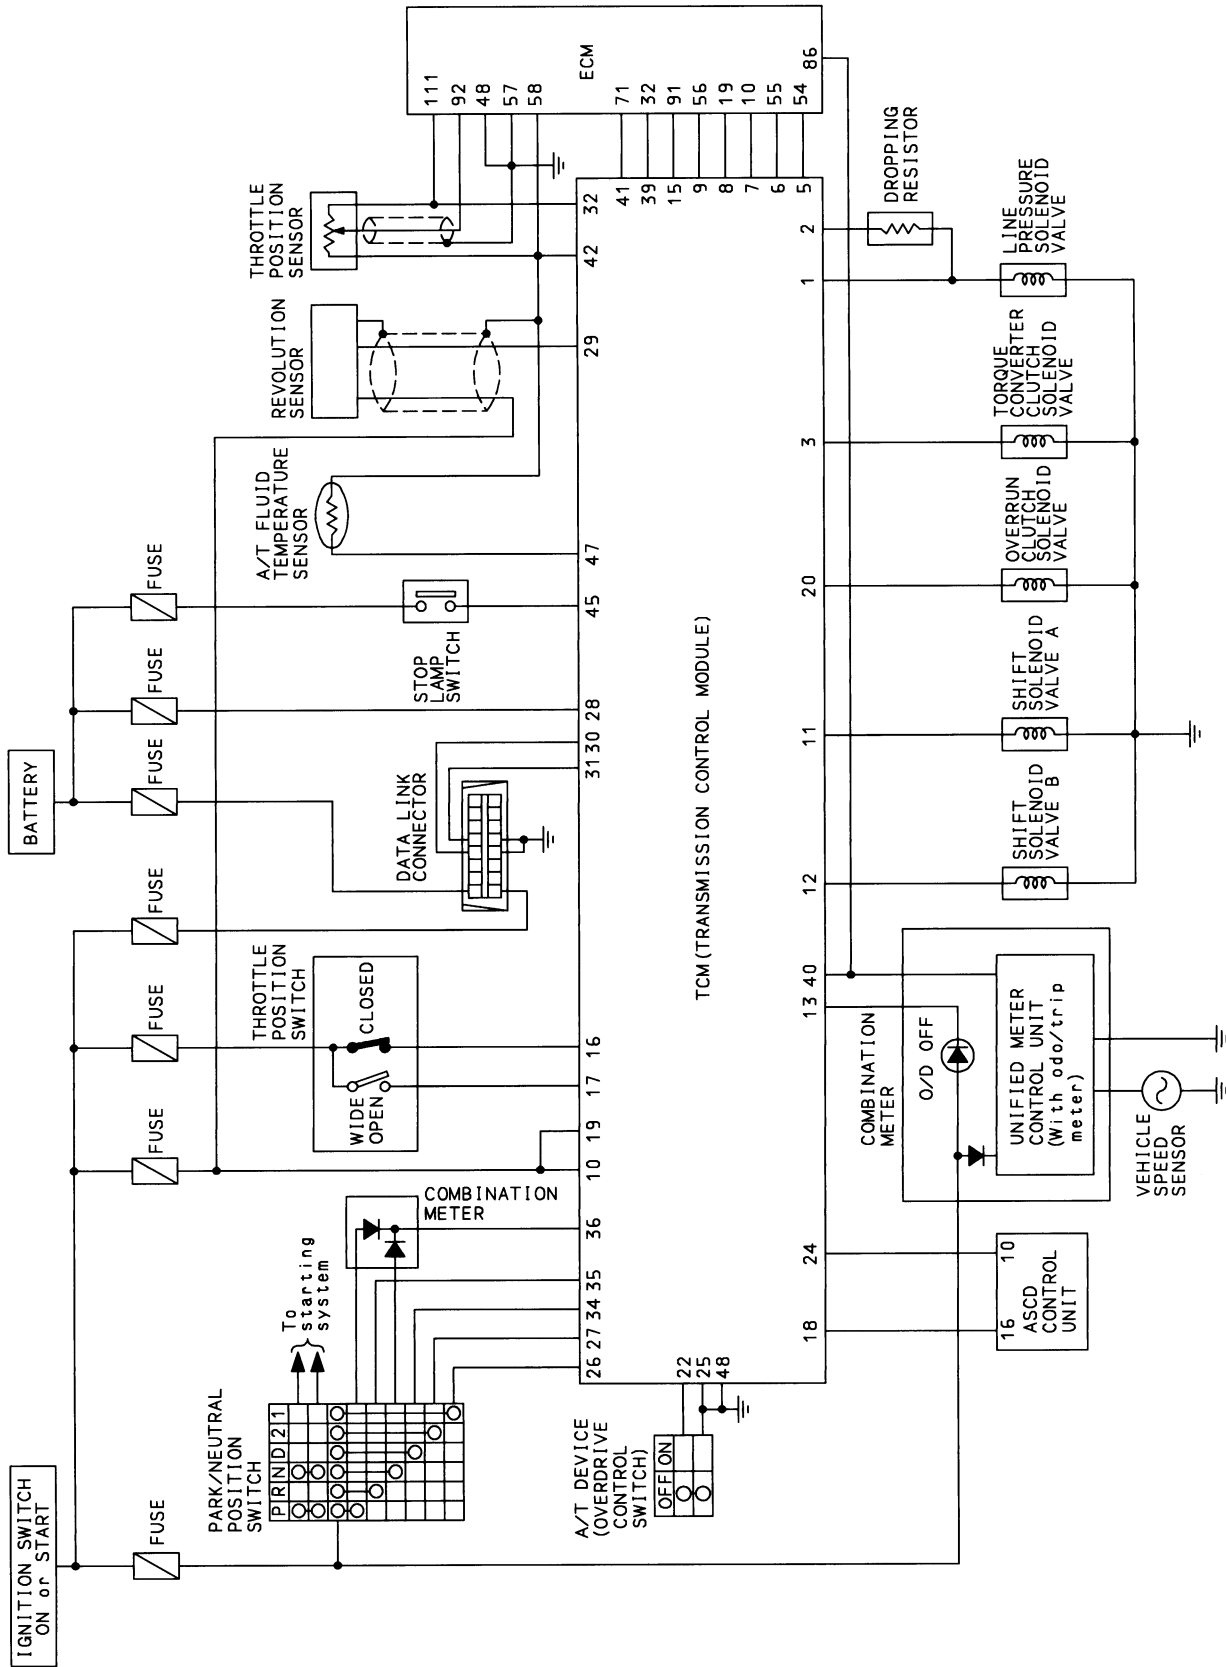 IGNITION SWITCH
ON or START
BATTERY
FUSE
FUSE
FUSE
FUSE
FUSE
FUSE
FUSE
FUSE
PARK/NEUTRAL
POSITION
SWITCH
P R N D 2 1
To
starting
system
COMBINATION
METER
THROTTLE
POSITION
SWITCH
WIDE
OPEN
CLOSED
DATA LINK
CONNECTOR
STOP
LAMP
SWITCH
A/T FLUID
TEMPERATURE
SENSOR
REVOLUTION
SENSOR
THROTTLE
POSITION
SENSOR
111
92
48
57
58
ECM
71
32
91
56
19
10
55
54
86
26 27 34 35 36 10 19 17 16 31 30 28 45 47 29 42 32
41
39
15
9
8
7
6
5
TCM(TRANSMISSION CONTROL MODULE)
A/T DEVICE
(OVERDRIVE
CONTROL
SWITCH)
OFF ON
22
25
48
18 24 13 40 12 11 20 3 1 2
DROPPING
RESISTOR
16 10
ASCD
CONTROL
UNIT
COMBINATION
METER
O/D OFF
UNIFIED METER
CONTROL UNIT
(With odo/trip
meter)
VEHICLE
SPEED
SENSOR
SHIFT
SOLENOID
VALVE B
SHIFT
SOLENOID
VALVE A
OVERRUN
CLUTCH
SOLENOID
VALVE
TORQUE
CONVERTER
CLUTCH
SOLENOID
VALVE
LINE
PRESSURE
SOLENOID
VALVE